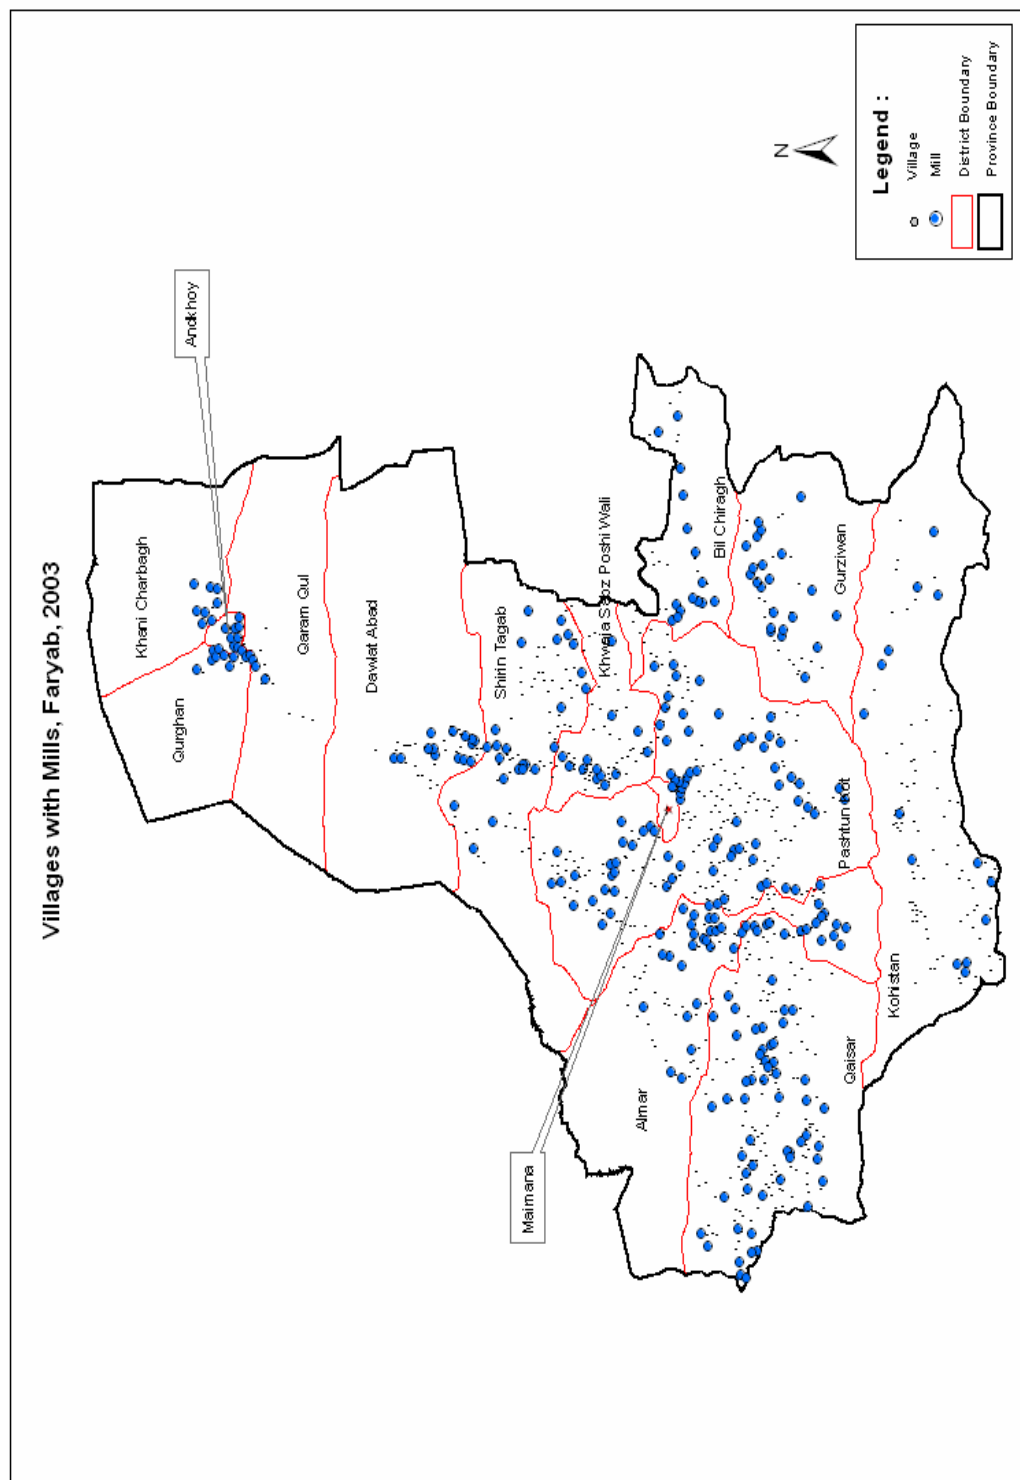 Villages with Mills, Faryab, 2003
Andkhoy
Khani Charbagh
Qurghan
Qaram Qul
Dawlat Abad
Shirin Tagab
Khwaja Sabz Poshi Wali
Bil Chiragh
Gurziwan
Pashtun Kot
Kohistan
Qaisar
Almar
Maimana
N
Legend :
Village
Mill
District Boundary
Province Boundary